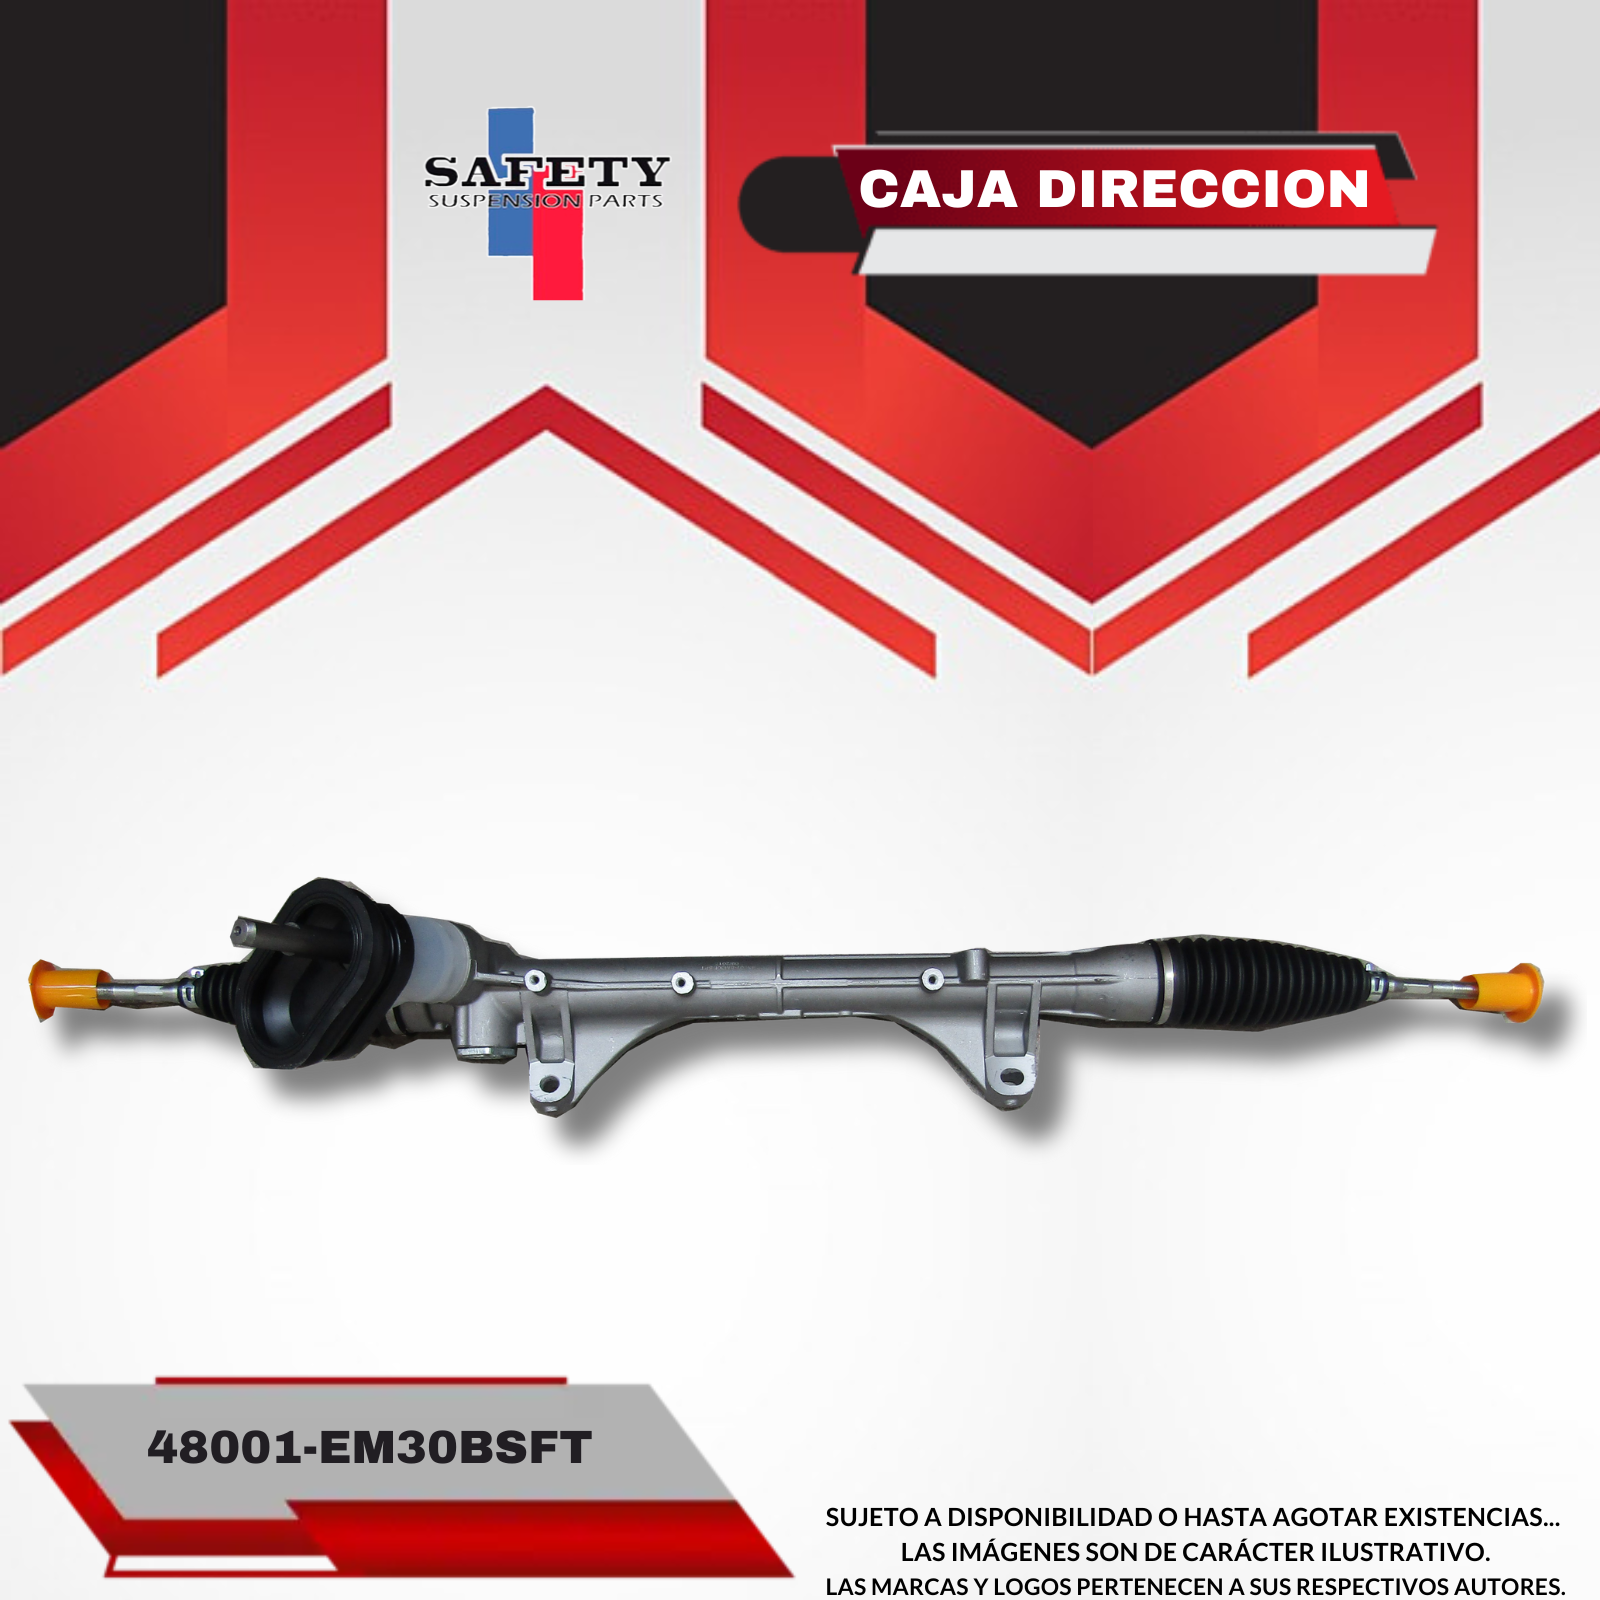 SAFETY
SUSPENSION PARTS
CAJA DIRECCION
48001-EM30BSFT
SUJETO A DISPONIBILIDAD O HASTA AGOTAR EXISTENCIAS...
LAS IMÁGENES SON DE CARÁCTER ILUSTRATIVO.
LAS MARCAS Y LOGOS PERTENECEN A SUS RESPECTIVOS AUTORES.